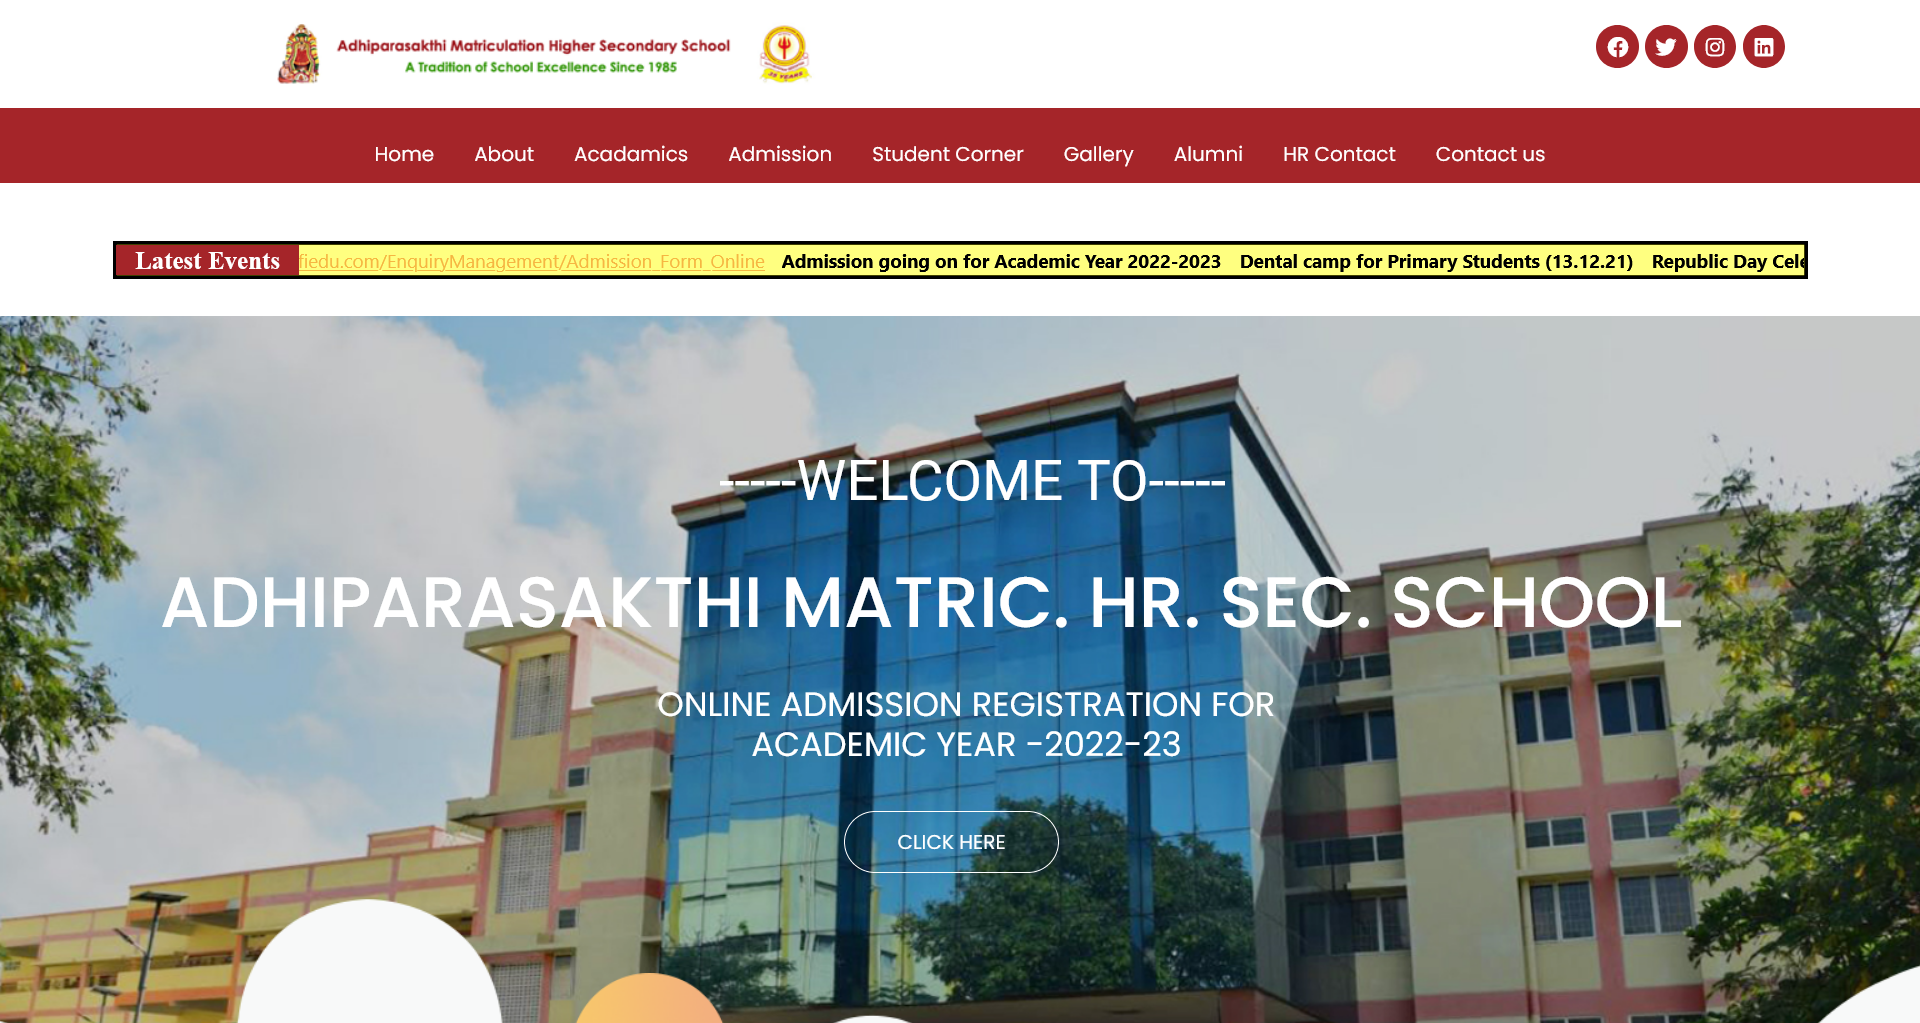 Adhiparasakthi Matriculation Higher Secondary School
A Tradition of School Excellence Since 1985
25 YEARS
Home About Acadamics Admission Student Corner Gallery Alumni HR Contact Contact us
Latest Events fiedu.com/EnquiryManagement/Admission_Form_Online Admission going on for Academic Year 2022-2023 Dental camp for Primary Students (13.12.21) Republic Day Cele
-----WELCOME TO-----
ADHIPARASAKTHI MATRIC. HR. SEC. SCHOOL
ONLINE ADMISSION REGISTRATION FOR
ACADEMIC YEAR -2022-23
CLICK HERE